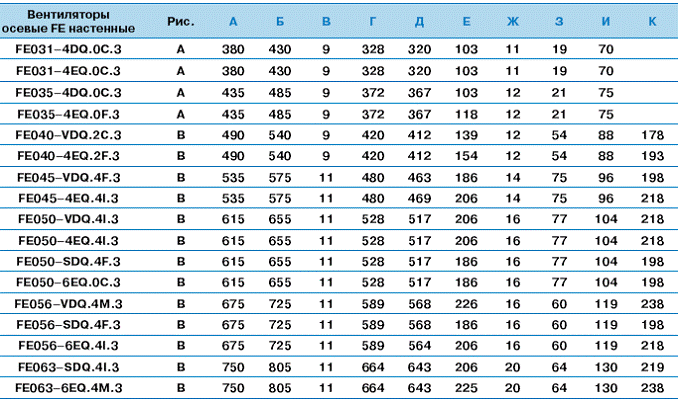 Вентиляторы осевые FE настенные Рис. А Б В Г Д Е Ж З И К
FE031–4DQ.0C.3 А 380 430 9 328 320 103 11 19 70
FE031–4EQ.0C.3 А 380 430 9 328 320 103 11 19 70
FE035–4DQ.0C.3 А 435 485 9 372 367 103 12 21 75
FE035–4EQ.0F.3 А 435 485 9 372 367 118 12 21 75
FE040–VDQ.2C.3 В 490 540 9 420 412 139 12 54 88 178
FE040–4EQ.2F.3 В 490 540 9 420 412 154 12 54 88 193
FE045–VDQ.4F.3 В 535 575 11 480 463 186 14 75 96 198
FE045–4EQ.4I.3 В 535 575 11 480 469 206 14 75 96 218
FE050–VDQ.4I.3 В 615 655 11 528 517 206 16 77 104 218
FE050–4EQ.4I.3 В 615 655 11 528 517 206 16 77 104 218
FE050–SDQ.4F.3 В 615 655 11 528 517 186 16 77 104 198
FE050–6EQ.0C.3 В 615 655 11 528 517 186 16 77 104 198
FE056–VDQ.4M.3 В 675 725 11 589 568 226 16 60 119 238
FE056–SDQ.4F.3 В 675 725 11 589 568 186 16 60 119 198
FE056–6EQ.4I.3 В 675 725 11 589 564 206 16 60 119 218
FE063–SDQ.4I.3 В 750 805 11 664 643 206 20 64 130 219
FE063–6EQ.4M.3 В 750 805 11 664 643 225 20 64 130 238